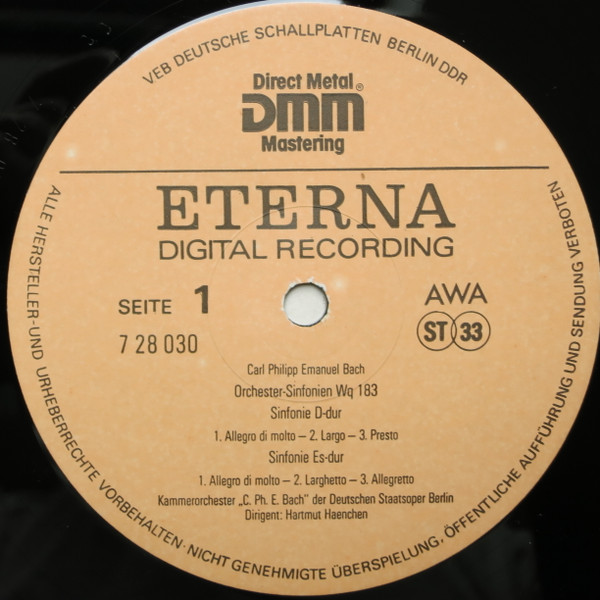 VEB DEUTSCHE SCHALLPLATTEN BERLIN DDR
Direct Metal
DMM®
Mastering
ETERNA
DIGITAL RECORDING
SEITE 1
AWA
7 28 030
ST 33
Carl Philipp Emanuel Bach
Orchester-Sinfonien Wq 183
Sinfonie D-dur
1. Allegro di molto – 2. Largo – 3. Presto
Sinfonie Es-dur
1. Allegro di molto – 2. Larghetto – 3. Allegretto
Kammerorchester „C. Ph. E. Bach" der Deutschen Staatsoper Berlin
Dirigent: Hartmut Haenchen
ALLE HERSTELLER-UND URHEBERRECHTE VORBEHALTEN·NICHT GENEHMIGTE ÜBERSPIELUNG, ÖFFENTLICHE AUFFÜHRUNG UND SENDUNG VERBOTEN